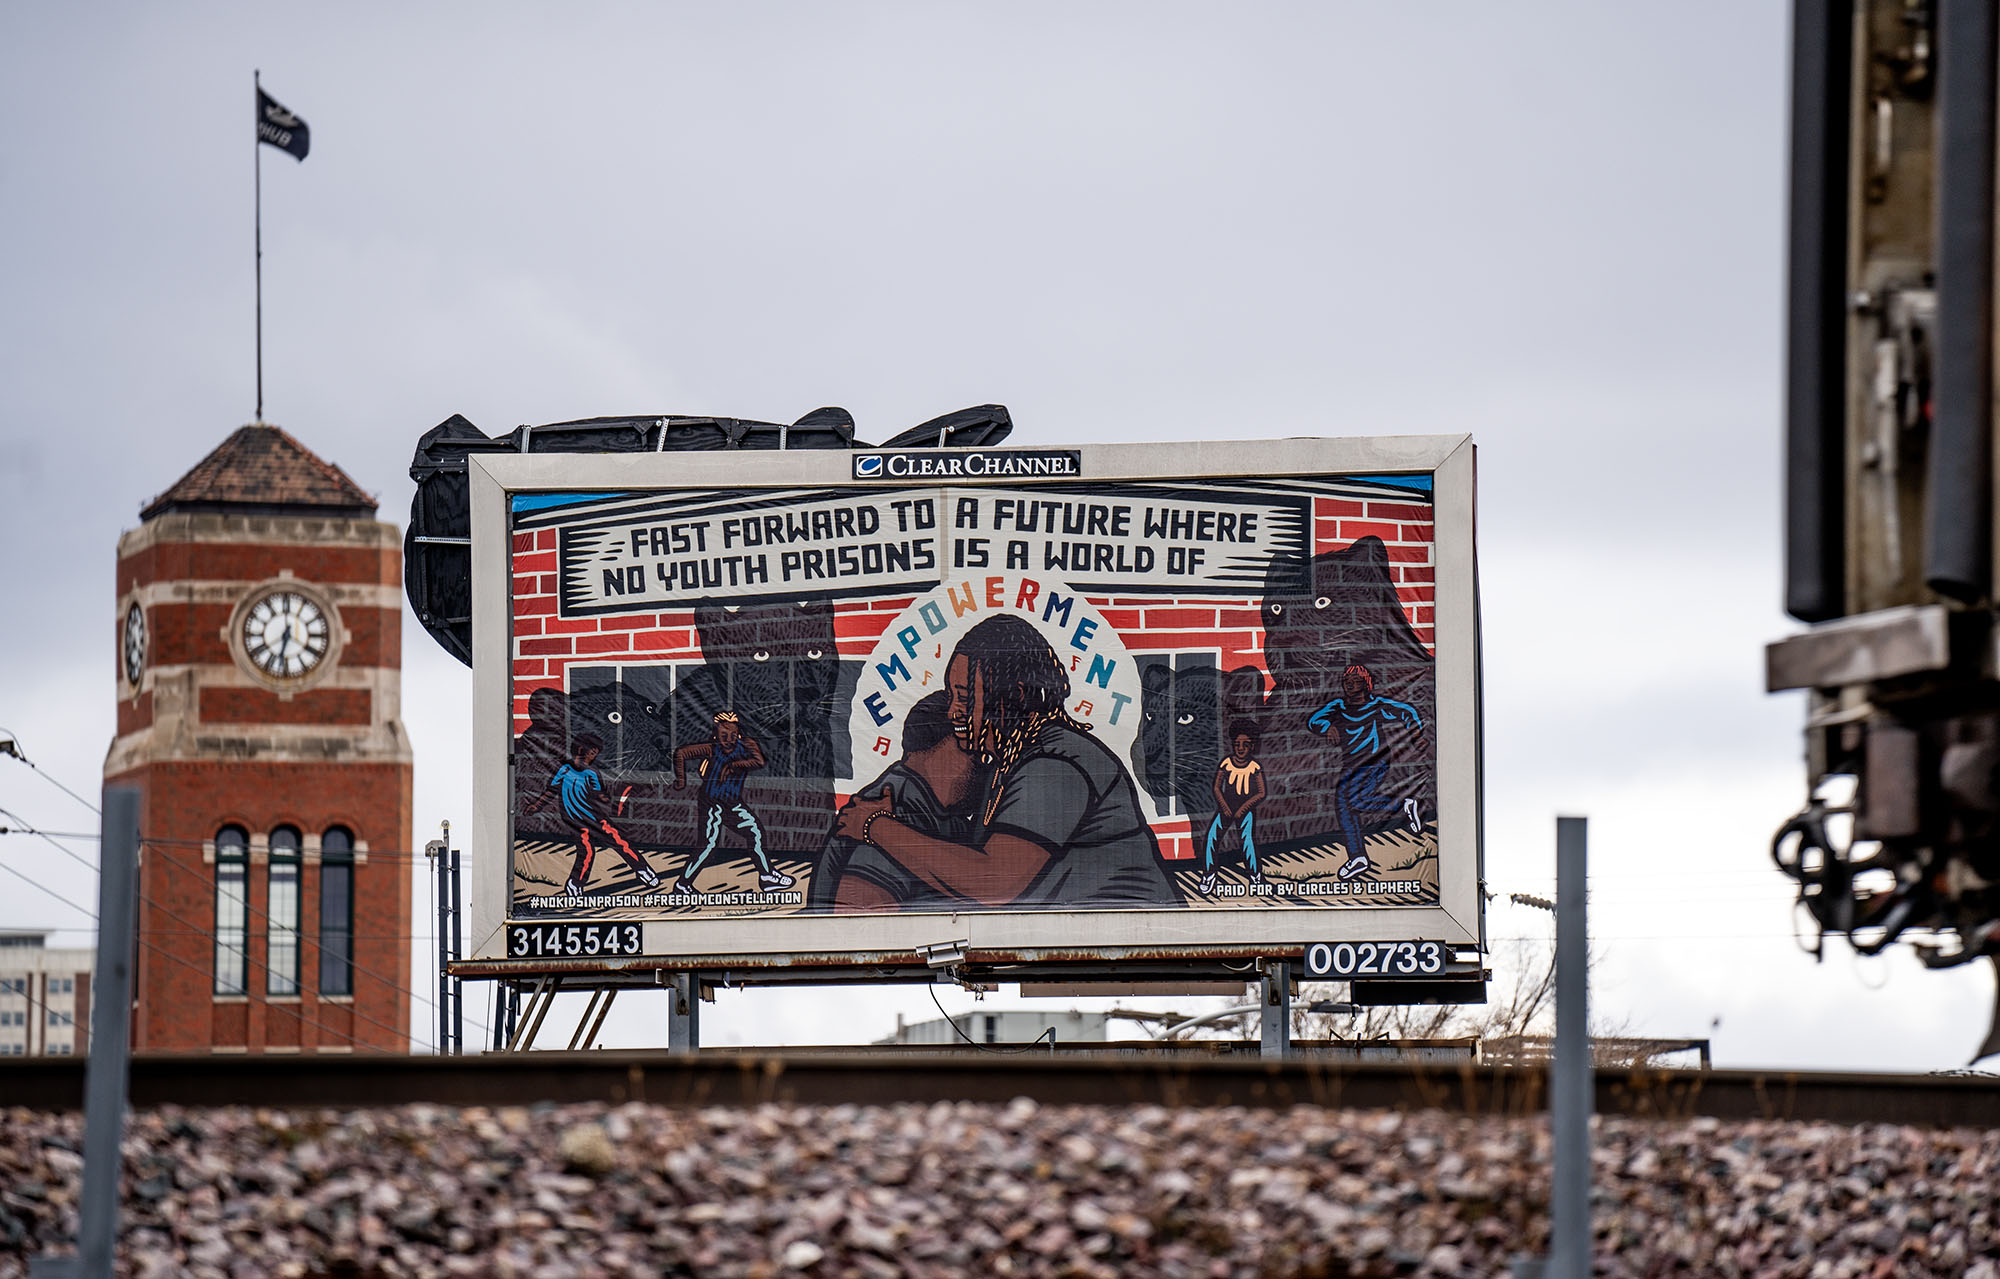 HUB
CLEARCHANNEL
FAST FORWARD TO A FUTURE WHERE
NO YOUTH PRISONS IS A WORLD OF
EMPOWERMENT
#NOKIDSINPRISON #FREEDOMCONSTELLATION
PAID FOR BY CIRCLES & CIPHERS
3145543
002733